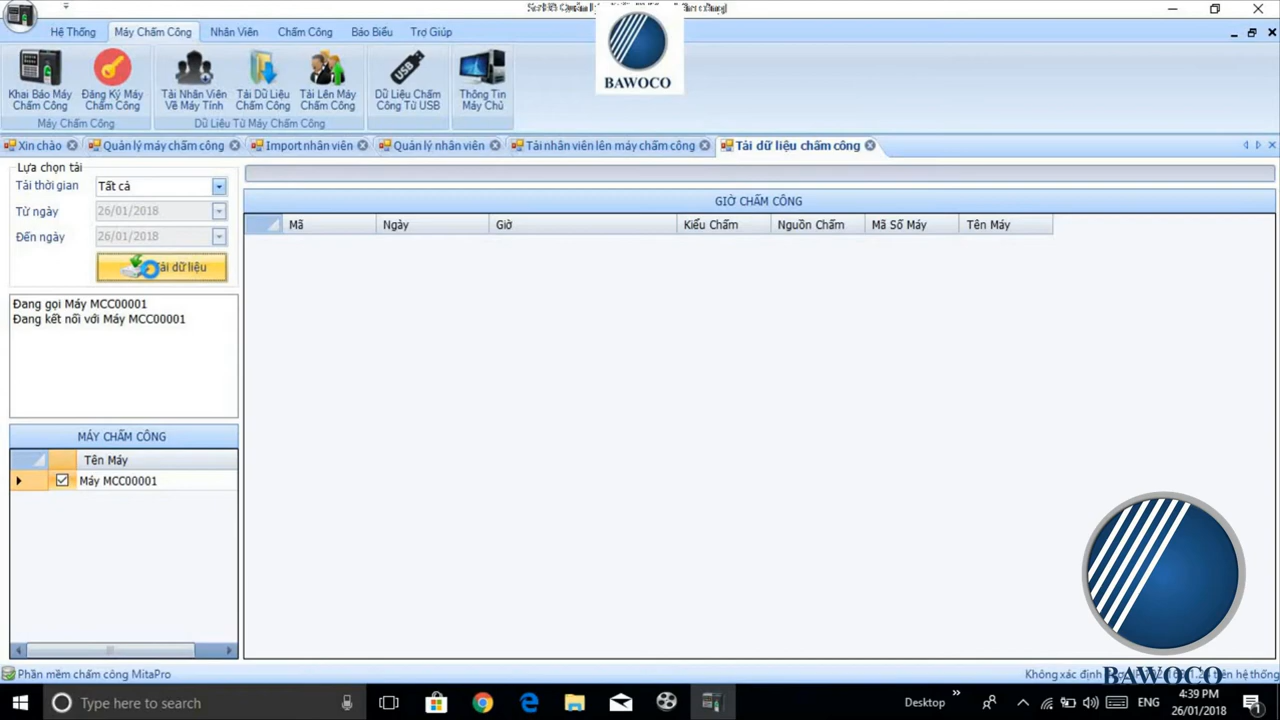 BAWOCO
Hệ Thống Máy Chấm Công Nhân Viên Chấm Công Báo Biểu Trợ Giúp
Khai Báo Máy Chấm Công
Đăng Ký Máy Chấm Công
Tải Nhân Viên Về Máy Tính
Tải Dữ Liệu Chấm Công
Tải Lên Máy Chấm Công
Dữ Liệu Chấm Công Từ USB
Thông Tin Máy Chủ
Máy Chấm Công
Dữ Liệu Từ Máy Chấm Công
Xin chào Quản lý máy chấm công Import nhân viên Quản lý nhân viên Tải nhân viên lên máy chấm công Tải dữ liệu chấm công
Lựa chọn tải
Tải thời gian Tất cả
Từ ngày 26/01/2018
Đến ngày 26/01/2018
Tải dữ liệu
Đang gọi Máy MCC00001
Đang kết nối với Máy MCC00001
MÁY CHẤM CÔNG
Tên Máy
Máy MCC00001
GIỜ CHẤM CÔNG
Mã Ngày Giờ Kiểu Chấm Nguồn Chấm Mã Số Máy Tên Máy
BAWOCO
Phần mềm chấm công MitaPro
Không xác định trên hệ thống
Type here to search
Desktop
ENG
4:39 PM
26/01/2018